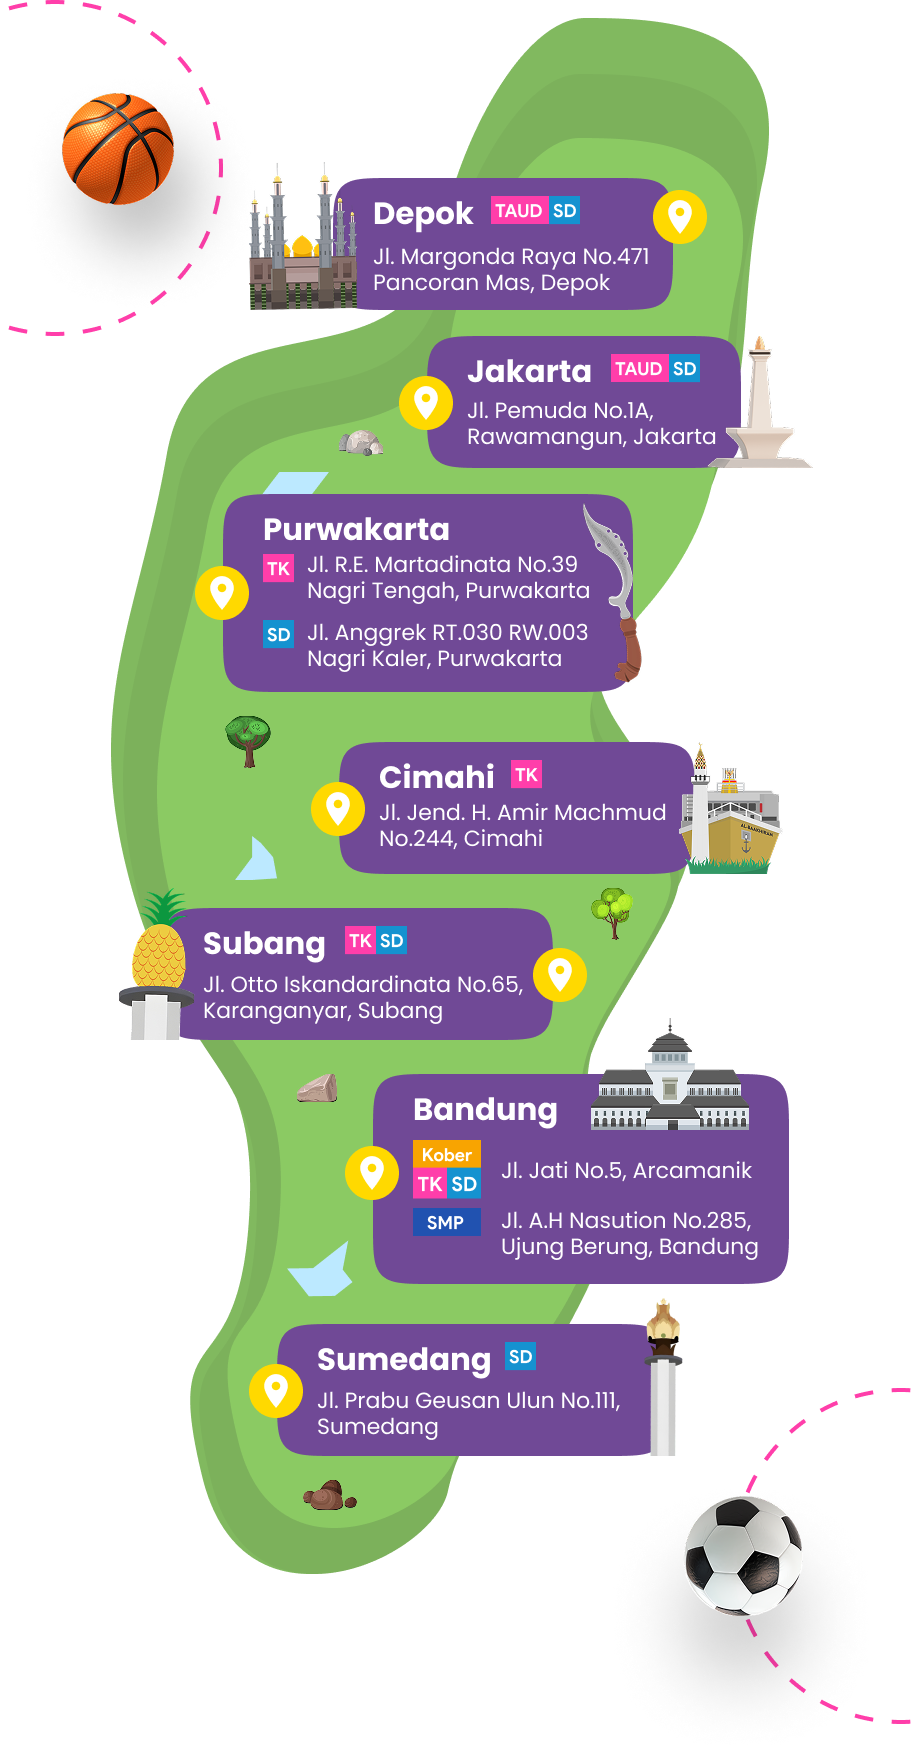 Depok TAUD SD
Jl. Margonda Raya No.471
Pancoran Mas, Depok
Jakarta TAUD SD
Jl. Pemuda No.1A,
Rawamangun, Jakarta
Purwakarta
TK Jl. R.E. Martadinata No.39
Nagri Tengah, Purwakarta
SD Jl. Anggrek RT.030 RW.003
Nagri Kaler, Purwakarta
Cimahi TK
Jl. Jend. H. Amir Machmud
No.244, Cimahi
Subang TK SD
Jl. Otto Iskandardinata No.65,
Karanganyar, Subang
Bandung
Kober
TK SD
Jl. Jati No.5, Arcamanik
SMP Jl. A.H Nasution No.285,
Ujung Berung, Bandung
Sumedang SD
Jl. Prabu Geusan Ulun No.111,
Sumedang